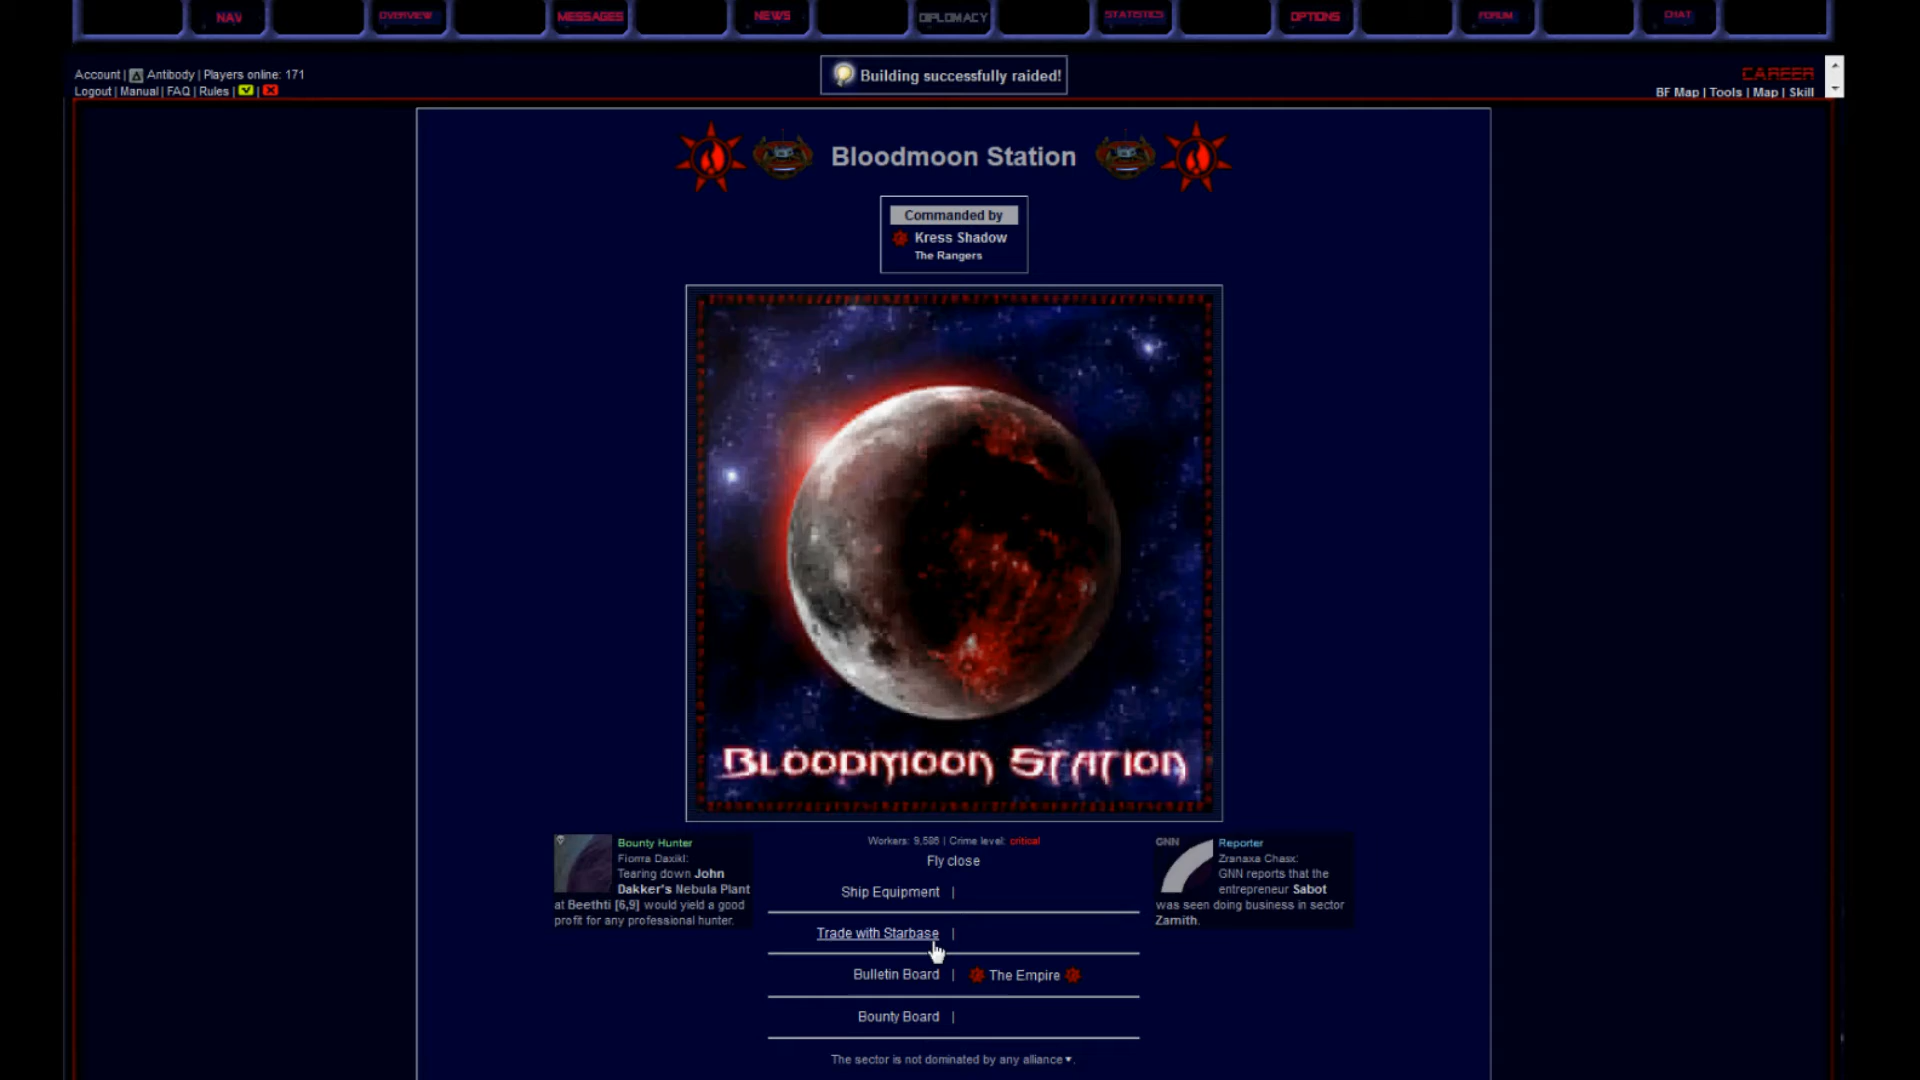 NAV OVERVIEW MESSAGES NEWS DIPLOMACY STATISTICS OPTIONS FORUM CHAT
Account | Antibody | Players online: 171
Logout | Manual | FAQ | Rules | |
Building successfully raided!
CAREER
BF Map | Tools | Map | Skill
Bloodmoon Station
Commanded by
Kress Shadow
The Rangers
BLOODMOON STATION
Bounty Hunter
Fiorra Daxikl:
Tearing down John
Dakker's Nebula Plant
at Beethti [6,9] would yield a good
profit for any professional hunter.
Workers: 9,586 | Crime level: critical
Fly close
Ship Equipment |
Trade with Starbase |
Bulletin Board | The Empire
Bounty Board |
The sector is not dominated by any alliance
GNN
Reporter
Zranaxa Chasx:
GNN reports that the
entrepreneur Sabot
was seen doing business in sector
Zamith.